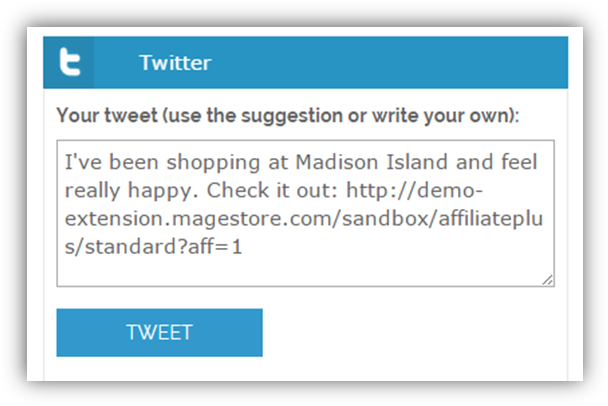 Twitter
Your tweet (use the suggestion or write your own):
I've been shopping at Madison Island and feel
really happy. Check it out: http://demo-
extension.magestore.com/sandbox/affiliateplu
s/standard?aff=1
TWEET